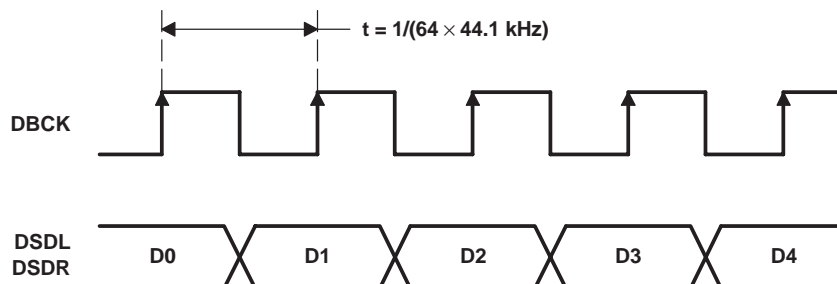 t = 1/(64 × 44.1 kHz)
DBCK
DSDL
DSDR
D0
D1
D2
D3
D4